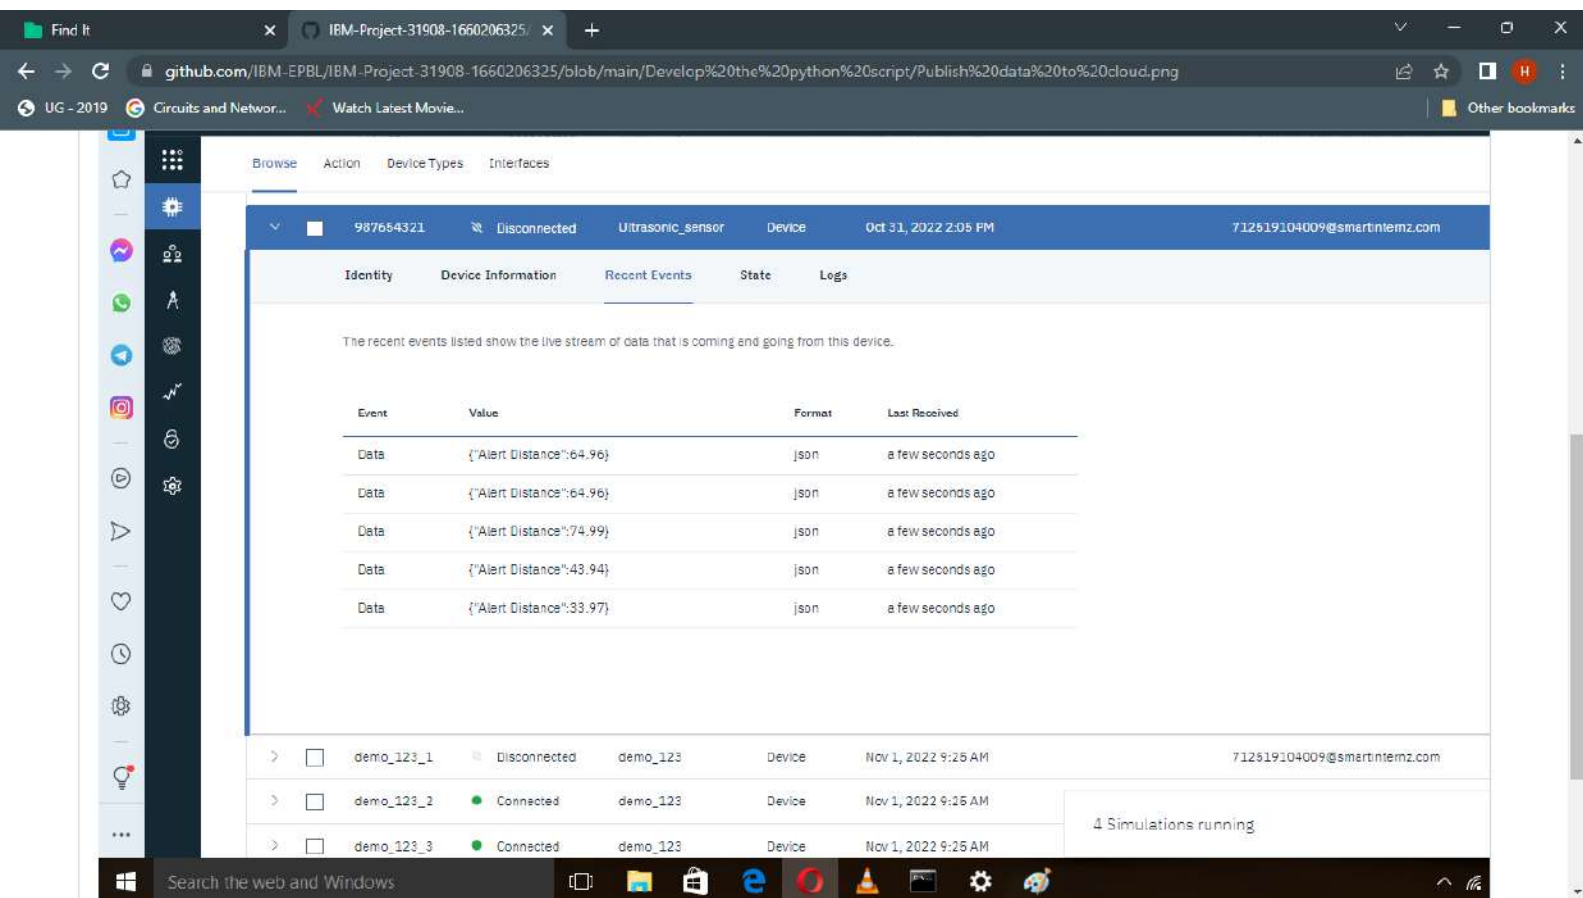 Find It
IBM-Project-31908-1660206325/
github.com/IBM-EPBL/IBM-Project-31908-1660206325/blob/main/Develop%20the%20python%20script/Publish%20data%20to%20cloud.png
H
UG - 2019
Circuits and Networ...
Watch Latest Movie...
Other bookmarks
Browse Action Device Types Interfaces
987654321 Disconnected Ultrasonic_sensor Device Oct 31, 2022 2:05 PM 712519104009@smartinternz.com
Identity Device Information Recent Events State Logs
The recent events listed show the live stream of data that is coming and going from this device.
Event Value Format Last Received
Data {"Alert Distance":64.96} json a few seconds ago
Data {"Alert Distance":64.96} json a few seconds ago
Data {"Alert Distance":74.99} json a few seconds ago
Data {"Alert Distance":43.94} json a few seconds ago
Data {"Alert Distance":33.97} json a few seconds ago
demo_123_1 Disconnected demo_123 Device Nov 1, 2022 9:25 AM 712519104009@smartinternz.com
demo_123_2 Connected demo_123 Device Nov 1, 2022 9:25 AM
demo_123_3 Connected demo_123 Device Nov 1, 2022 9:25 AM
4 Simulations running
Search the web and Windows